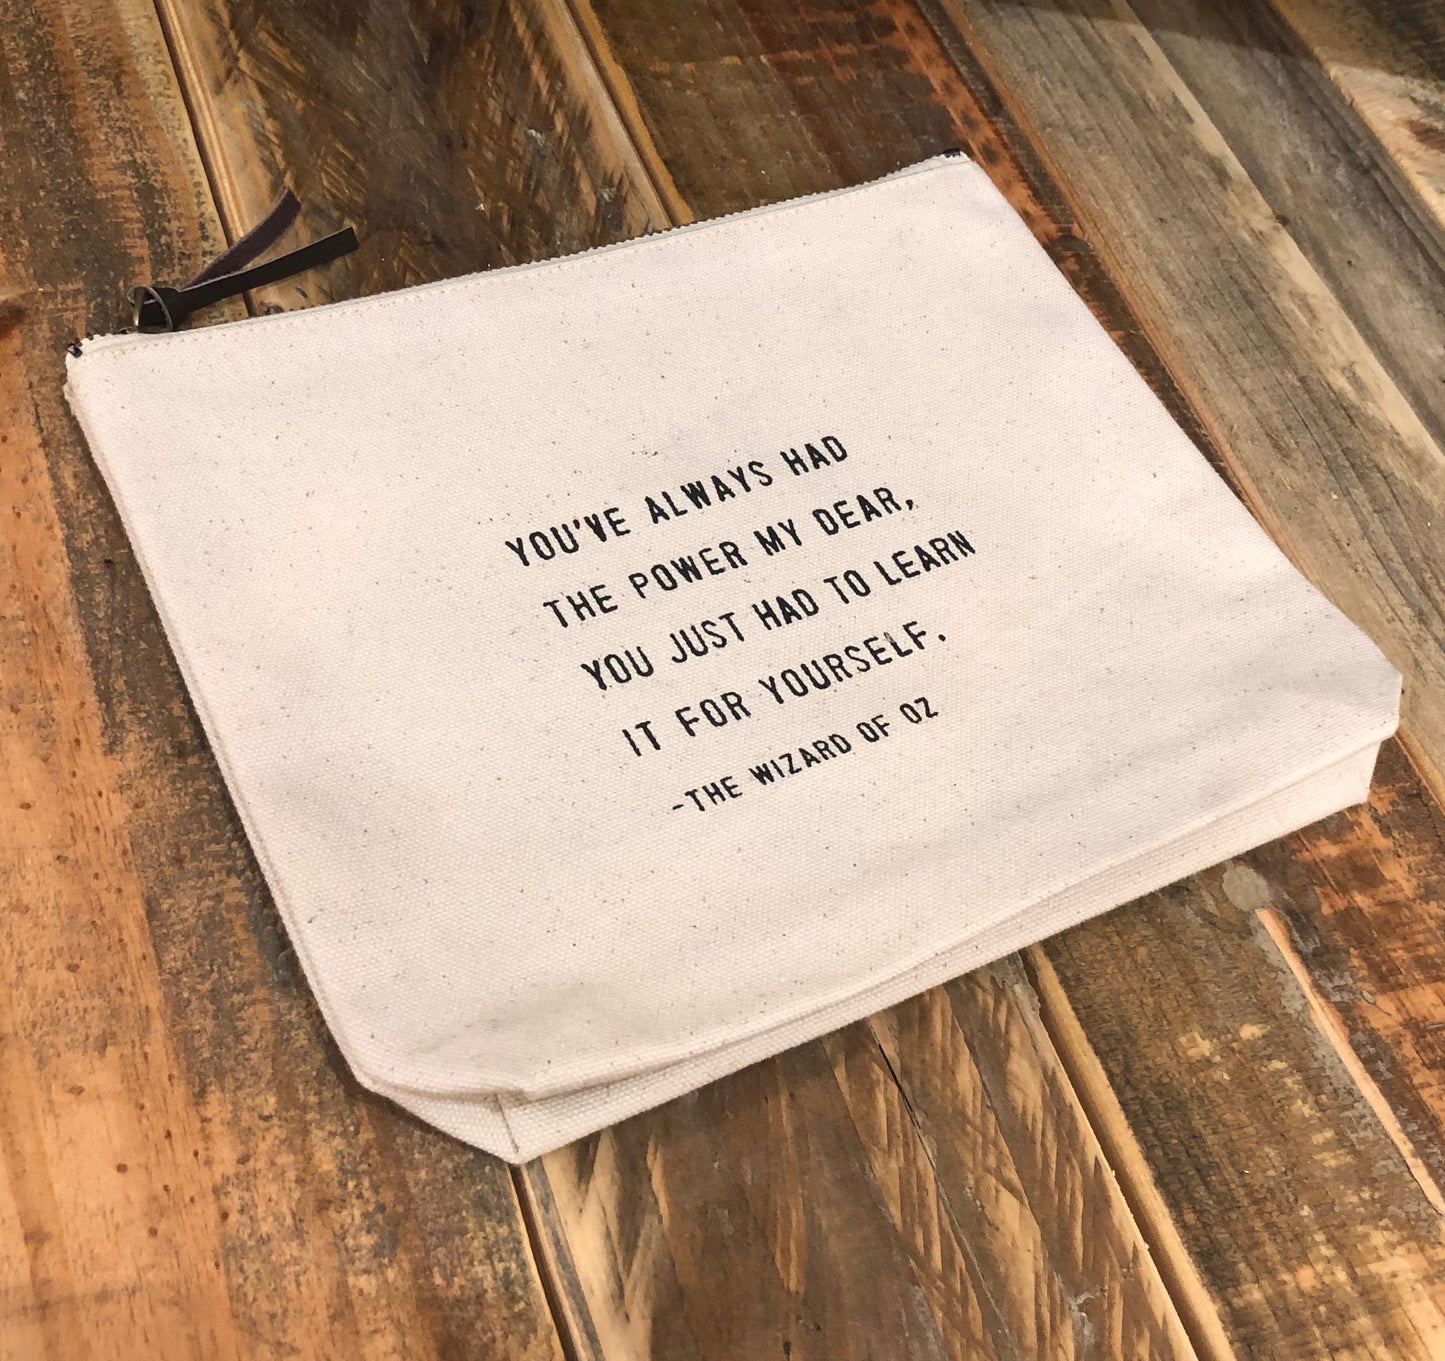 YOU'VE ALWAYS HAD
THE POWER MY DEAR,
YOU JUST HAD TO LEARN
IT FOR YOURSELF.
-THE WIZARD OF OZ